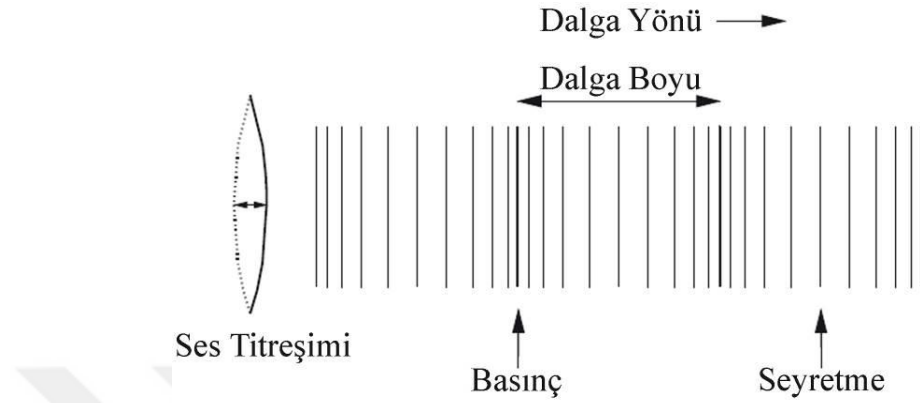 Dalga Yönü
Dalga Boyu
Ses Titreşimi
Basınç
Seyretme